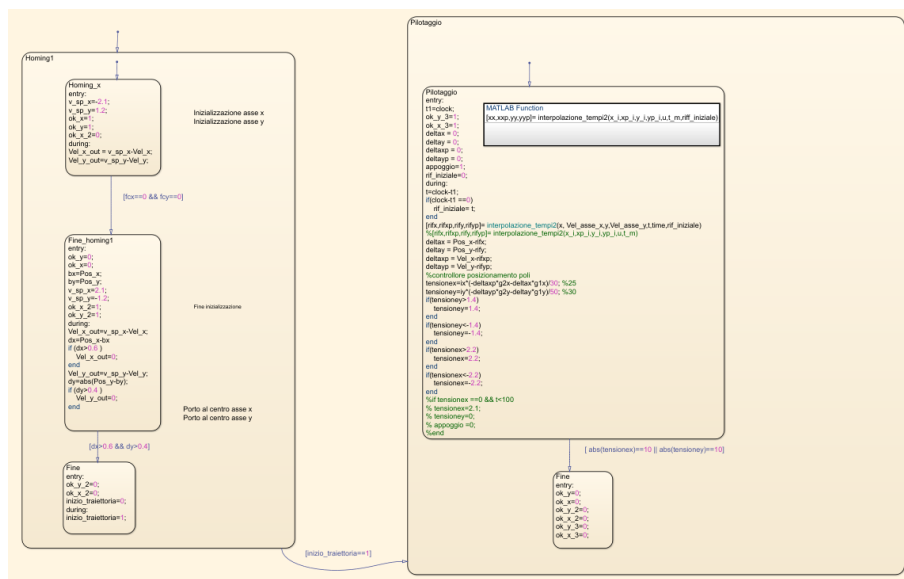 Homing1
Homing_x
entry:
v_sp_x=-2.1;
v_sp_y=1.2;
ok_x=1;
ok_y=1;
ok_x_2=0;
during:
Vel_x_out = v_sp_x-Vel_x;
Vel_y_out=v_sp_y-Vel_y;
Inizializzazione asse x
Inizializzazione asse y
[fcx==0 && fcy==0]
Fine_homing1
entry:
ok_y=0;
ok_x=0;
bx=Pos_x;
by=Pos_y;
v_sp_x=2.1;
v_sp_y=-1.2;
ok_x_2=1;
ok_y_2=1;
during:
Vel_x_out=v_sp_x-Vel_x;
dx=Pos_x-bx
if (dx>0.6 )
Vel_x_out=0;
end
Vel_y_out=v_sp_y-Vel_y;
dy=abs(Pos_y-by);
if (dy>0.4 )
Vel_y_out=0;
end
Fine inizializzazione
Porto al centro asse x
Porto al centro asse y
[dx>0.6 && dy>0.4]
Fine
entry:
ok_y_2=0;
ok_x_2=0;
inizio_traiettoria=0;
during:
inizio_traiettoria=1;
[inizio_traiettoria==1]
Pilotaggio
Pilotaggio
entry:
t1=clock;
ok_y_3=1;
ok_x_3=1;
deltax = 0;
deltay = 0;
deltaxp = 0;
deltayp = 0;
appoggio=1;
rif_iniziale=0;
during:
t=clock-t1;
if(clock-t1 ==0)
rif_iniziale= t;
end
[rifx,rifxp,rify,rifyp]= interpolazione_tempi2(x, Vel_asse_x,y,Vel_asse_y,t,time,rif_iniziale)
%[rifx,rifxp,rify,rifyp]= interpolazione_tempi2(x_i,xp_i,y_i,yp_i,u,t_m)
deltax = Pos_x-rifx;
deltay = Pos_y-rify;
deltaxp = Vel_x-rifxp;
deltayp = Vel_y-rifyp;
%controllore posizionamento poli
tensionex=ix*(-deltaxp*g2x-deltax*g1x)/30; %25
tensioney=iy*(-deltayp*g2y-deltay*g1y)/50; %30
if(tensioney>1.4)
tensioney=1.4;
end
if(tensioney<-1.4)
tensioney=-1.4;
end
if(tensionex>2.2)
tensionex=2.2;
end
if(tensionex<-2.2)
tensionex=-2.2;
end
%if tensionex ==0 && t<100
% tensionex=2.1;
% tensioney=0;
% appoggio =0;
%end
MATLAB Function
[xx,xxp,yy,yyp]= interpolazione_tempi2(x_i,xp_i,y_i,yp_i,u,t_m,riff_iniziale)
[ abs(tensionex)==10 || abs(tensioney)==10]
Fine
entry:
ok_y=0;
ok_x=0;
ok_y_2=0;
ok_x_2=0;
ok_y_3=0;
ok_x_3=0;